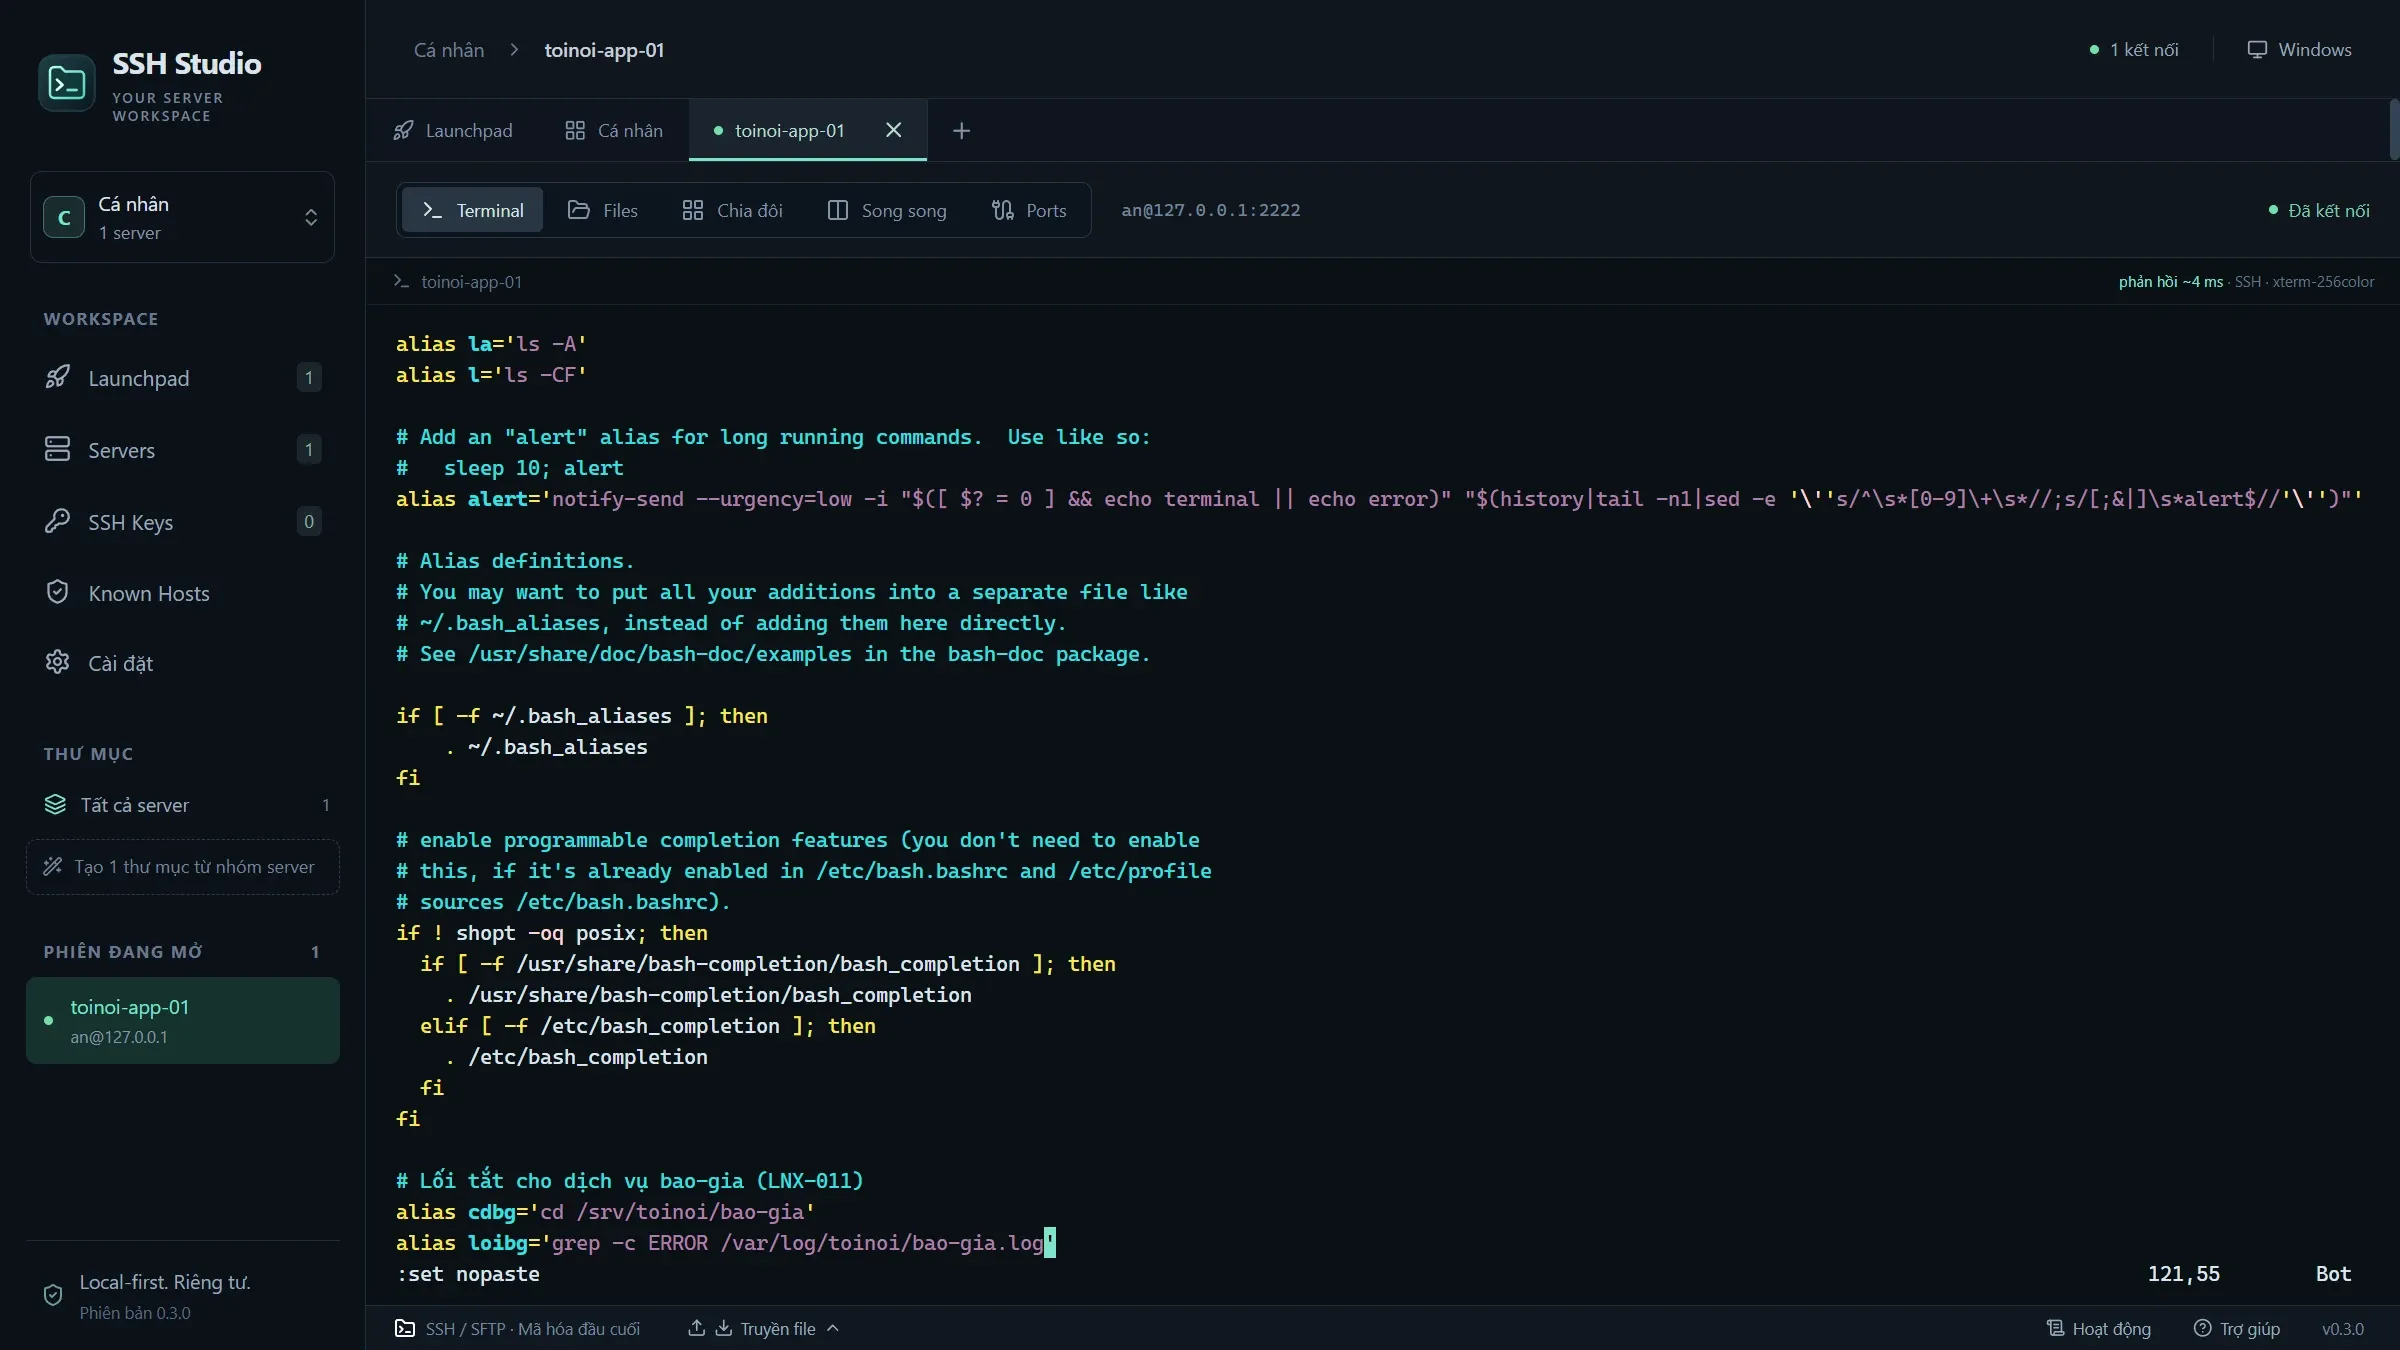 SSH Studio
YOUR SERVER
WORKSPACE
C
Cá nhân
1 server
WORKSPACE
Launchpad 1
Servers 1
SSH Keys 0
Known Hosts
Cài đặt
THƯ MỤC
Tất cả server 1
Tạo 1 thư mục từ nhóm server
PHIÊN ĐANG MỞ 1
toinoi-app-01
an@127.0.0.1
Local-first. Riêng tư.
Phiên bản 0.3.0
Cá nhân > toinoi-app-01
1 kết nối
Windows
Launchpad
Cá nhân
toinoi-app-01
Terminal
Files
Chia đôi
Song song
Ports
an@127.0.0.1:2222
Đã kết nối
toinoi-app-01
phản hồi ~4 ms · SSH · xterm-256color
alias la='ls -A'
alias l='ls -CF'
# Add an "alert" alias for long running commands.  Use like so:
#   sleep 10; alert
alias alert='notify-send --urgency=low -i "$([ $? = 0 ] && echo terminal || echo error)" "$(history|tail -n1|sed -e '\''s/^\s*[0-9]\+\s*//;s/[;&|]\s*alert$//'\'')"'
# Alias definitions.
# You may want to put all your additions into a separate file like
# ~/.bash_aliases, instead of adding them here directly.
# See /usr/share/doc/bash-doc/examples in the bash-doc package.
if [ -f ~/.bash_aliases ]; then
    . ~/.bash_aliases
fi
# enable programmable completion features (you don't need to enable
# this, if it's already enabled in /etc/bash.bashrc and /etc/profile
# sources /etc/bash.bashrc).
if ! shopt -oq posix; then
  if [ -f /usr/share/bash-completion/bash_completion ]; then
    . /usr/share/bash-completion/bash_completion
  elif [ -f /etc/bash_completion ]; then
    . /etc/bash_completion
  fi
fi
# Lối tắt cho dịch vụ bao-gia (LNX-011)
alias cdbg='cd /srv/toinoi/bao-gia'
alias loibg='grep -c ERROR /var/log/toinoi/bao-gia.log'
:set nopaste
121,55 Bot
SSH / SFTP · Mã hóa đầu cuối
Truyền file
Hoạt động
Trợ giúp
v0.3.0